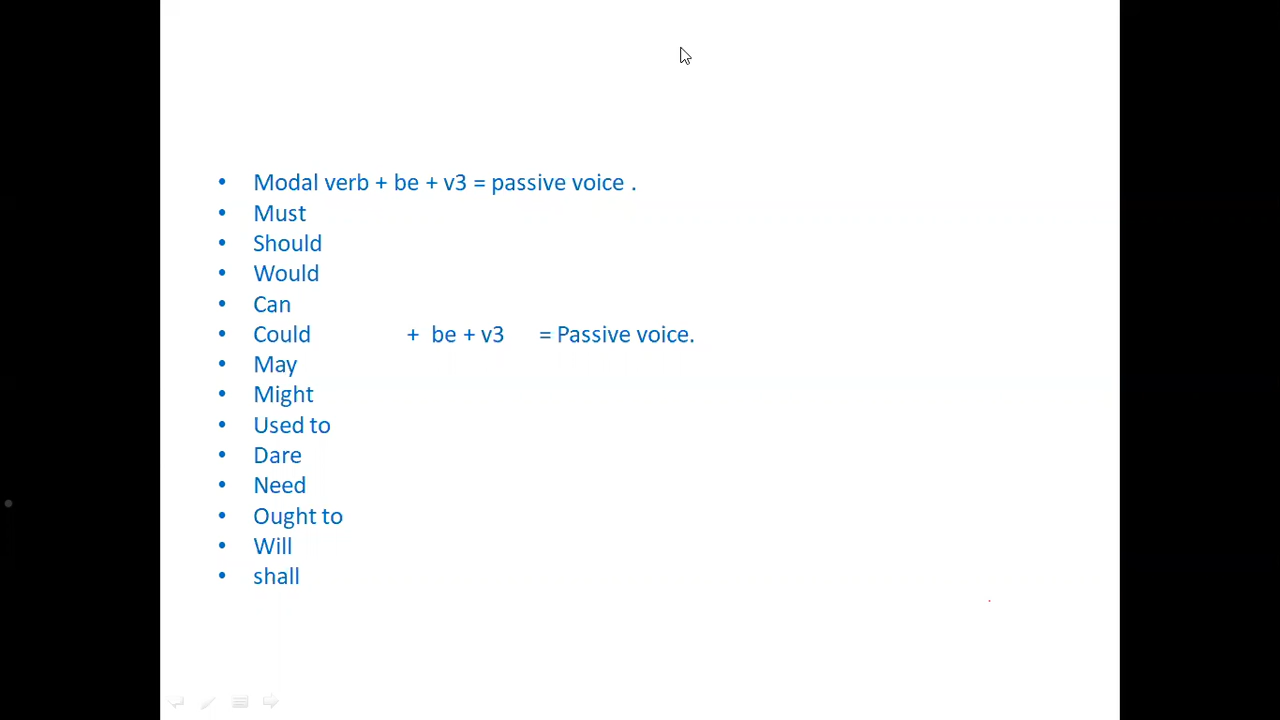 • Modal verb + be + v3 = passive voice .
• Must
• Should
• Would
• Can
• Could + be + v3 = Passive voice.
• May
• Might
• Used to
• Dare
• Need
• Ought to
• Will
• shall